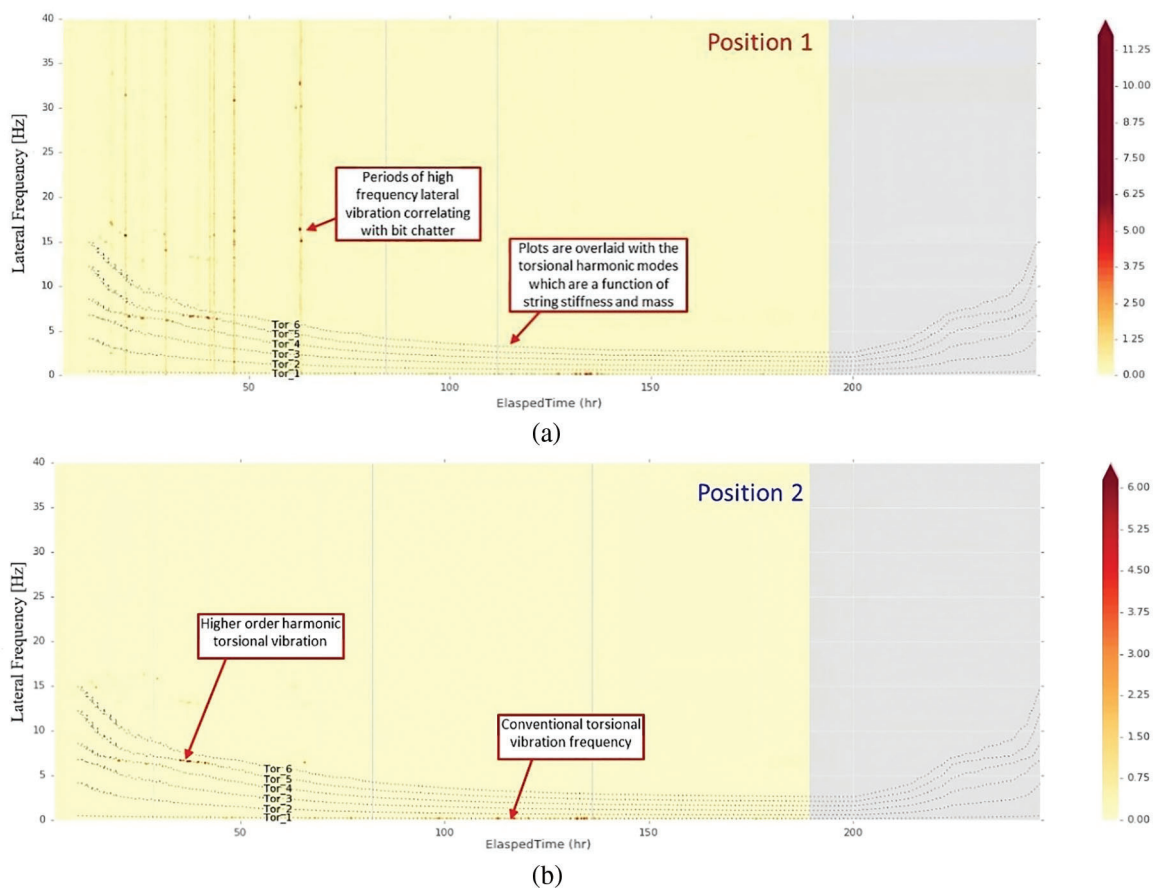 40
35
30
25
20
15
10
5
0
Lateral Frequency [Hz]
Position 1
Periods of high
frequency lateral
vibration correlating
with bit chatter
Plots are overlaid with the
torsional harmonic modes
which are a function of
string stiffness and mass
Tor_6
Tor_5
Tor_4
Tor_3
Tor_2
Tor_1
50
100
150
200
ElaspedTime (hr)
11.25
10.00
8.75
7.50
6.25
5.00
3.75
2.50
1.25
0.00
(a)
40
35
30
25
20
15
10
5
0
Lateral Frequency [Hz]
Position 2
Higher order harmonic
torsional vibration
Conventional torsional
vibration frequency
Tor_6
Tor_5
Tor_4
Tor_3
Tor_2
Tor_1
50
100
150
200
ElaspedTime (hr)
6.00
5.25
4.50
3.75
3.00
2.25
1.50
0.75
0.00
(b)